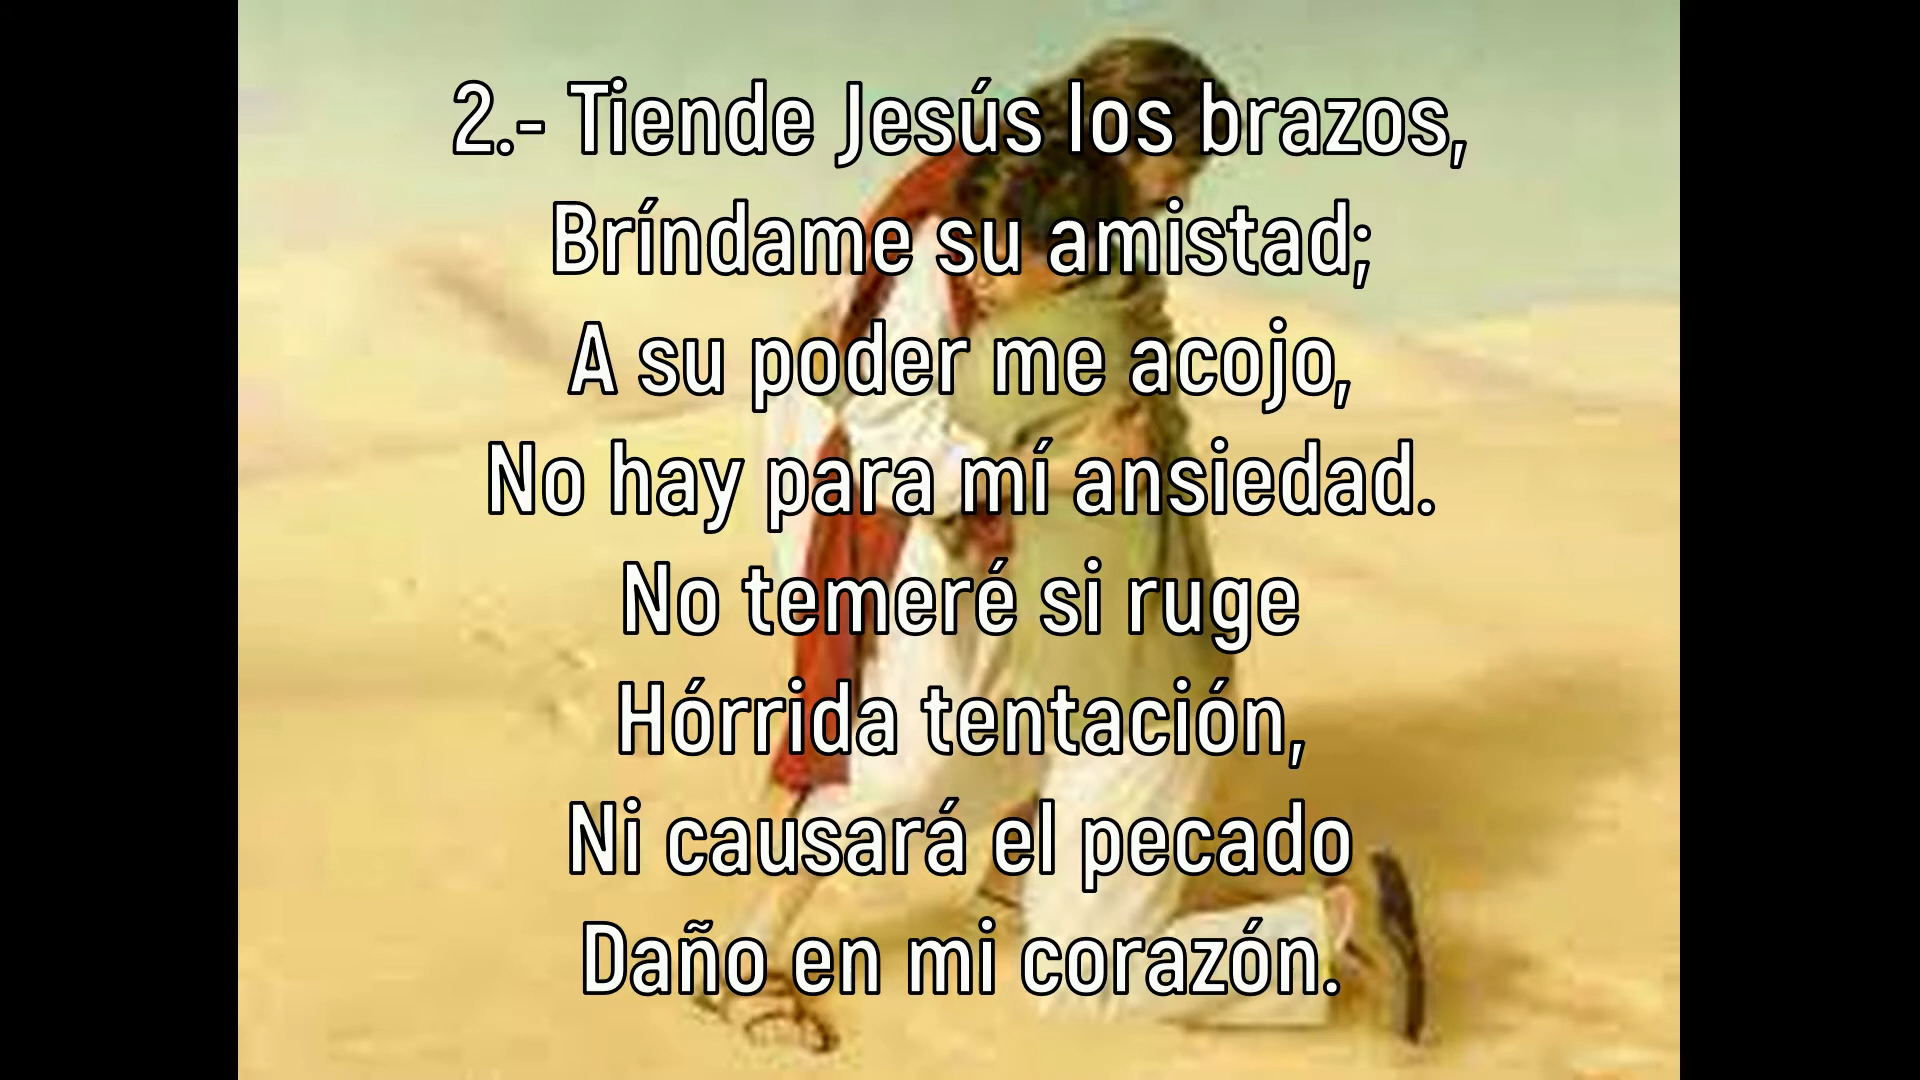 2.- Tiende Jesús los brazos,
Bríndame su amistad;
A su poder me acojo,
No hay para mí ansiedad.
No temeré si ruge
Hórrida tentación,
Ni causará el pecado
Daño en mi corazón.